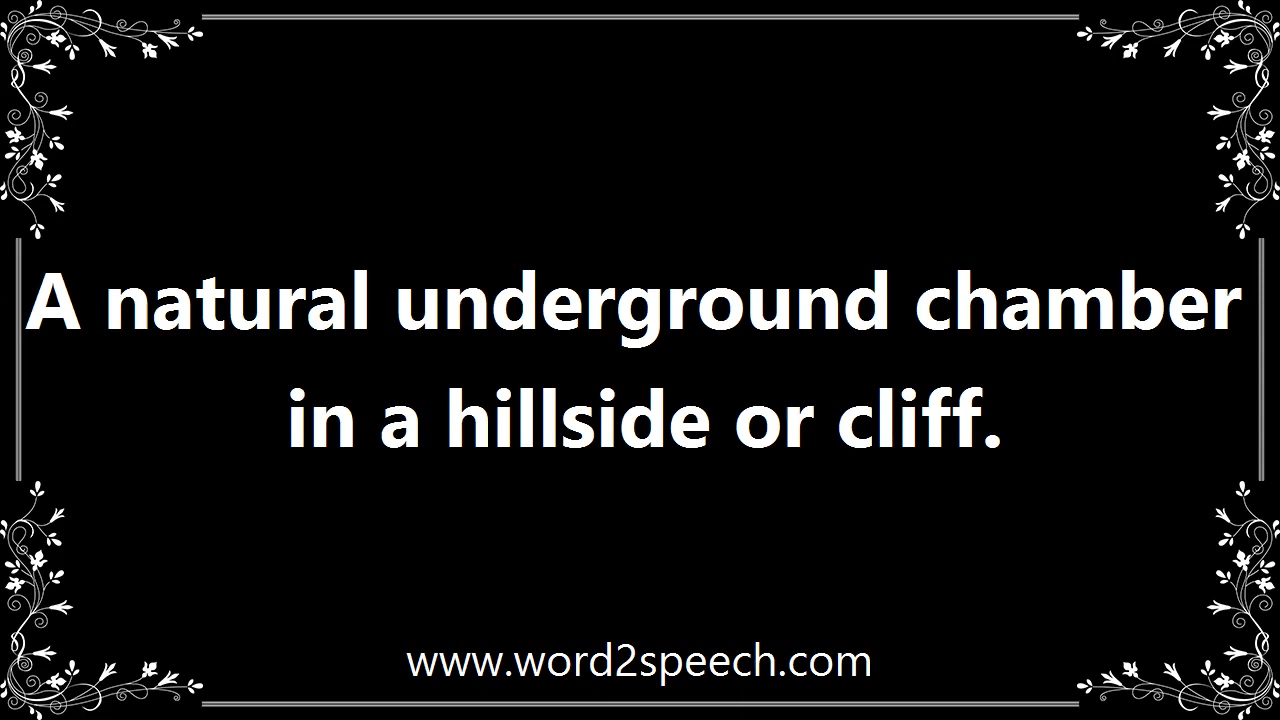 A natural underground chamber
in a hillside or cliff.
www.word2speech.com